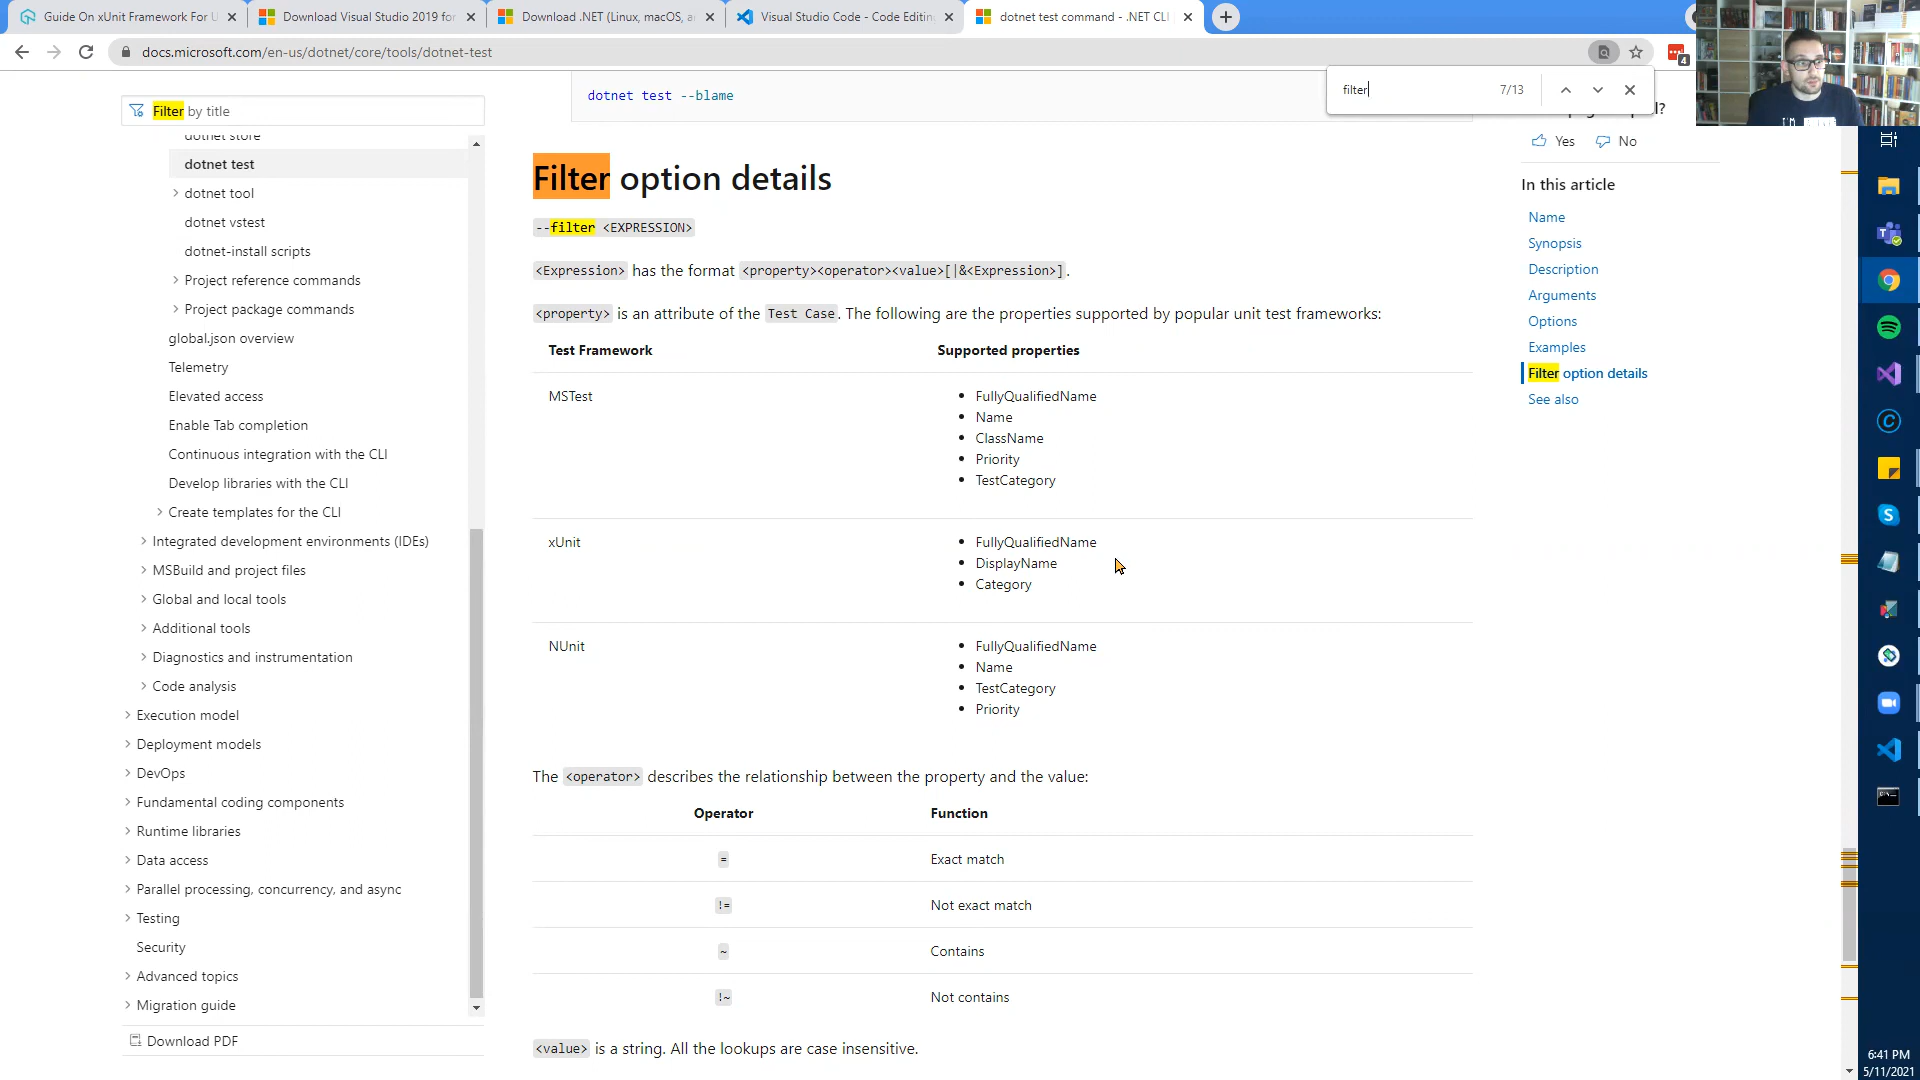 Guide On xUnit Framework For U
Download Visual Studio 2019 for
Download .NET (Linux, macOS, a
Visual Studio Code - Code Editin
dotnet test command - .NET CLI
docs.microsoft.com/en-us/dotnet/core/tools/dotnet-test
4
filter
7/13
Filter by title
dotnet store
dotnet test
dotnet tool
dotnet vstest
dotnet-install scripts
Project reference commands
Project package commands
global.json overview
Telemetry
Elevated access
Enable Tab completion
Continuous integration with the CLI
Develop libraries with the CLI
Create templates for the CLI
Integrated development environments (IDEs)
MSBuild and project files
Global and local tools
Additional tools
Diagnostics and instrumentation
Code analysis
Execution model
Deployment models
DevOps
Fundamental coding components
Runtime libraries
Data access
Parallel processing, concurrency, and async
Testing
Security
Advanced topics
Migration guide
Download PDF
dotnet test --blame
Filter option details
--filter <EXPRESSION>
<Expression> has the format <property><operator><value>[|&<Expression>].
<property> is an attribute of the Test Case. The following are the properties supported by popular unit test frameworks:
Test Framework Supported properties
MSTest
FullyQualifiedName
Name
ClassName
Priority
TestCategory
xUnit
FullyQualifiedName
DisplayName
Category
NUnit
FullyQualifiedName
Name
TestCategory
Priority
The <operator> describes the relationship between the property and the value:
Operator Function
= Exact match
!= Not exact match
~ Contains
!~ Not contains
<value> is a string. All the lookups are case insensitive.
Yes No
In this article
Name
Synopsis
Description
Arguments
Options
Examples
Filter option details
See also
I'M
6:41 PM
5/11/2021